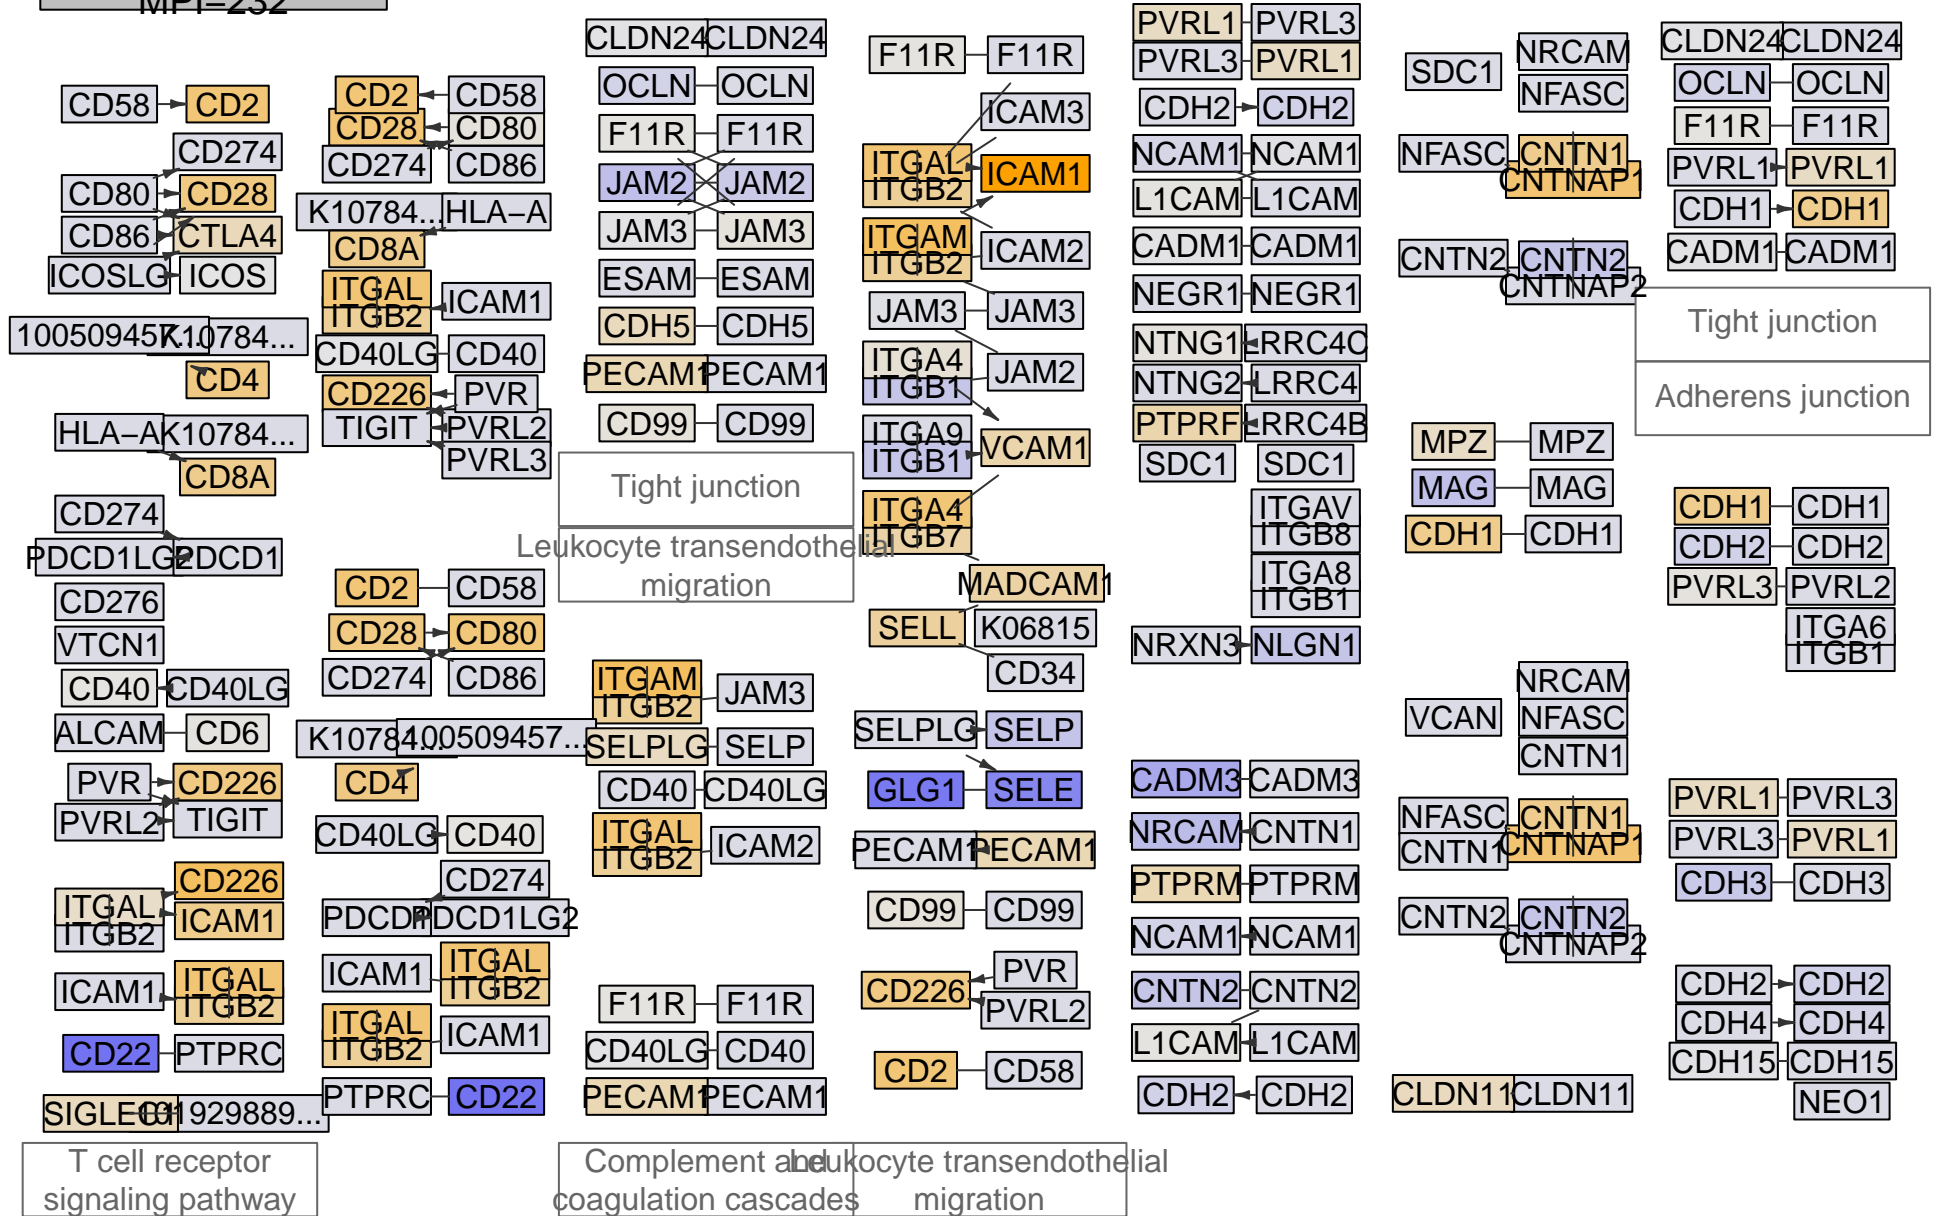 MPI−232
CD58
CD2
CD274
CD80
CD28
CD86
CTLA4
ICOSLG
ICOS
100509457...
K10784...
CD4
HLA−A
K10784...
CD8A
CD274
PDCD1LG2
PDCD1
CD276
VTCN1
CD40
CD40LG
ALCAM
CD6
PVR
CD226
PVRL2
TIGIT
CD226
ITGAL
ITGB2
ICAM1
ICAM1
ITGAL
ITGB2
CD22
PTPRC
SIGLEC1
101929889...
T cell receptor
signaling pathway
CD2
CD58
CD28
CD80
CD274
CD86
K10784...
HLA−A
CD8A
ITGAL
ITGB2
ICAM1
CD40LG
CD40
CD226
PVR
TIGIT
PVRL2
PVRL3
CD2
CD58
CD28
CD80
CD274
CD86
K10784...
100509457...
CD4
CD40LG
CD40
CD274
PDCD1
PDCD1LG2
ICAM1
ITGAL
ITGB2
ITGAL
ITGB2
ICAM1
PTPRC
CD22
CLDN24
CLDN24
OCLN
OCLN
F11R
F11R
JAM2
JAM2
JAM3
JAM3
ESAM
ESAM
CDH5
CDH5
PECAM1
PECAM1
CD99
CD99
Tight junction
Leukocyte transendothelial
migration
ITGAM
ITGB2
JAM3
SELPLG
SELP
CD40
CD40LG
ITGAL
ITGB2
ICAM2
F11R
F11R
CD40LG
CD40
PECAM1
PECAM1
Complement and
coagulation cascades
F11R
F11R
ICAM3
ITGAL
ITGB2
ICAM1
ITGAM
ITGB2
ICAM2
JAM3
JAM3
ITGA4
ITGB1
JAM2
ITGA9
ITGB1
VCAM1
ITGA4
ITGB7
MADCAM1
SELL
K06815
CD34
SELPLG
SELP
GLG1
SELE
PECAM1
PECAM1
CD99
CD99
CD226
PVR
PVRL2
CD2
CD58
Leukocyte transendothelial
migration
PVRL1
PVRL3
PVRL3
PVRL1
CDH2
CDH2
NCAM1
NCAM1
L1CAM
L1CAM
CADM1
CADM1
NEGR1
NEGR1
NTNG1
LRRC4C
NTNG2
LRRC4
PTPRF
LRRC4B
SDC1
SDC1
ITGAV
ITGB8
ITGA8
ITGB1
NRXN3
NLGN1
CADM3
CADM3
NRCAM
CNTN1
PTPRM
PTPRM
NCAM1
NCAM1
CNTN2
CNTN2
L1CAM
L1CAM
CDH2
CDH2
SDC1
NRCAM
NFASC
NFASC
CNTN1
CNTNAP1
CNTN2
CNTN2
CNTNAP2
MPZ
MPZ
MAG
MAG
CDH1
CDH1
VCAN
NRCAM
NFASC
CNTN1
NFASC
CNTN1
CNTN1
CNTNAP1
CNTN2
CNTN2
CNTNAP2
CLDN11
CLDN11
CLDN24
CLDN24
OCLN
OCLN
F11R
F11R
PVRL1
PVRL1
CDH1
CDH1
CADM1
CADM1
Tight junction
Adherens junction
CDH1
CDH1
CDH2
CDH2
PVRL3
PVRL2
ITGA6
ITGB1
PVRL1
PVRL3
PVRL3
PVRL1
CDH3
CDH3
CDH2
CDH2
CDH4
CDH4
CDH15
CDH15
NEO1